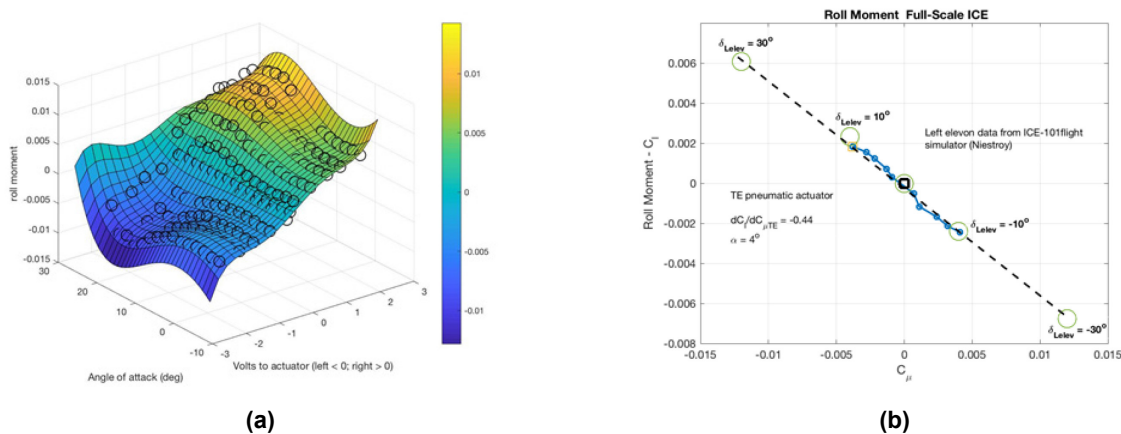 0.015
0.01
0.005
0
-0.005
-0.01
-0.015
roll moment
30
20
10
0
-10
Angle of attack (deg)
-3
-2
-1
0
1
2
3
Volts to actuator (left < 0; right > 0)
0.01
0.005
0
-0.005
-0.01
(a)
Roll Moment Full-Scale ICE
δLelev = 30o
δLelev = 10o
Left elevon data from ICE-101flight
simulator (Niestroy)
TE pneumatic actuator
dCl/dCμTE = -0.44
α = 4o
δLelev = -10o
δLelev = -30o
0.006
0.004
0.002
0
-0.002
-0.004
-0.006
-0.008
Roll Moment - Cl
-0.015
-0.01
-0.005
0
0.005
0.01
0.015
Cμ
(b)